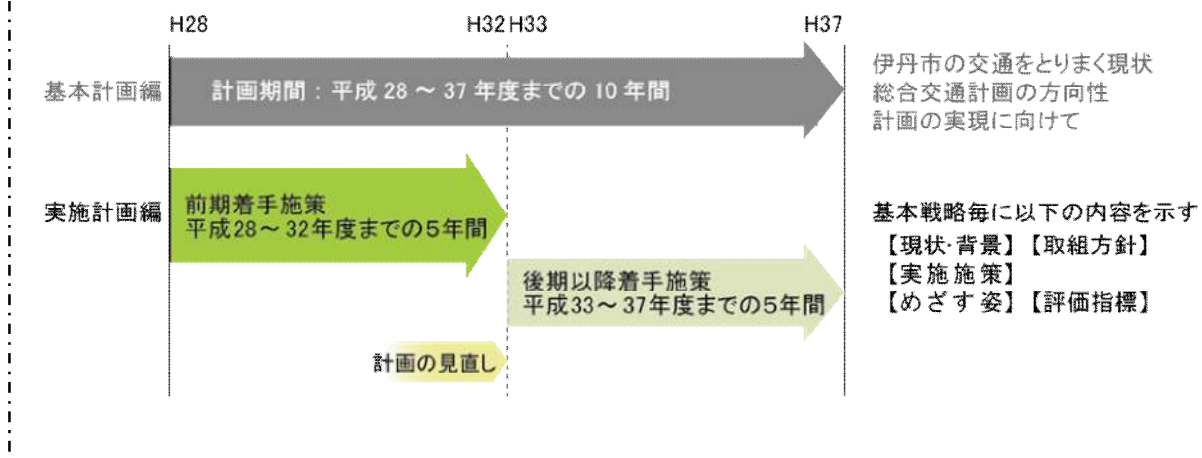 H28
H32
H33
H37
基本計画編
計画期間：平成 28 ～ 37 年度までの 10 年間
伊丹市の交通をとりまく現状
総合交通計画の方向性
計画の実現に向けて
実施計画編
前期着手施策
平成28～32年度までの5年間
基本戦略毎に以下の内容を示す
【現状・背景】【取組方針】
【実施施策】
【めざす姿】【評価指標】
後期以降着手施策
平成33～37年度までの5年間
計画の見直し